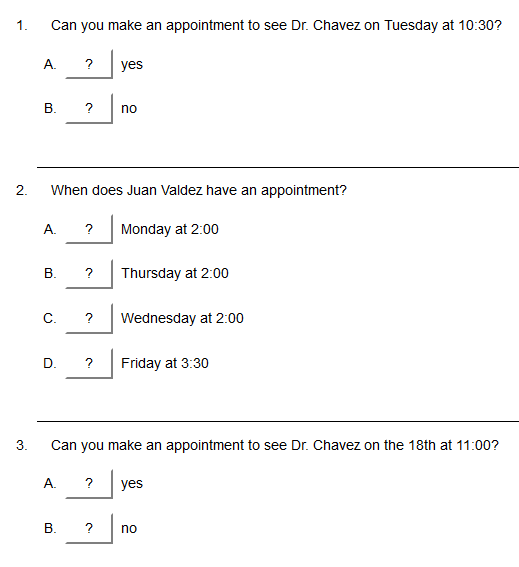 1. Can you make an appointment to see Dr. Chavez on Tuesday at 10:30?
A. ? yes
B. ? no
2. When does Juan Valdez have an appointment?
A. ? Monday at 2:00
B. ? Thursday at 2:00
C. ? Wednesday at 2:00
D. ? Friday at 3:30
3. Can you make an appointment to see Dr. Chavez on the 18th at 11:00?
A. ? yes
B. ? no